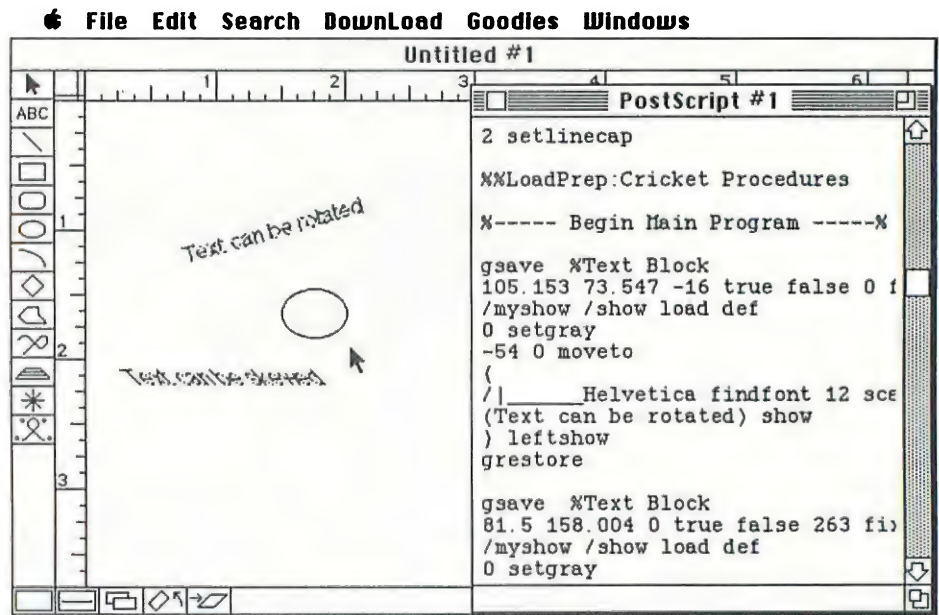 File Edit Search DownLoad Goodies Windows
Untitled #1
1 2 3 4 5 6
PostScript #1
ABC
2 setlinecap
%%LoadPrep:Cricket Procedures
%----- Begin Main Program -----%
gsave %Text Block
105.153 73.547 -16 true false 0 f
/myshow /show load def
0 setgray
-54 0 moveto
(
/|______Helvetica findfont 12 sca
(Text can be rotated) show
) leftshow
grestore
gsave %Text Block
81.5 158.004 0 true false 263 fix
/myshow /show load def
0 setgray
1
Text can be rotated
2
Text can be skewed
3